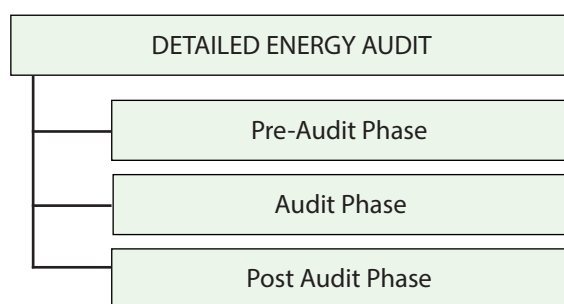 DETAILED ENERGY AUDIT
Pre-Audit Phase
Audit Phase
Post Audit Phase